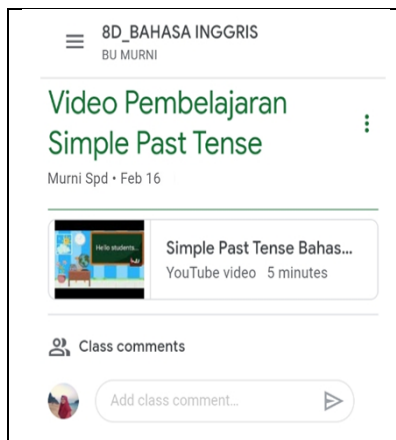 8D_BAHASA INGGRIS
BU MURNI
Video Pembelajaran
Simple Past Tense
Murni Spd • Feb 16
Hello students...
Simple Past Tense Bahas...
YouTube video 5 minutes
Class comments
Add class comment...